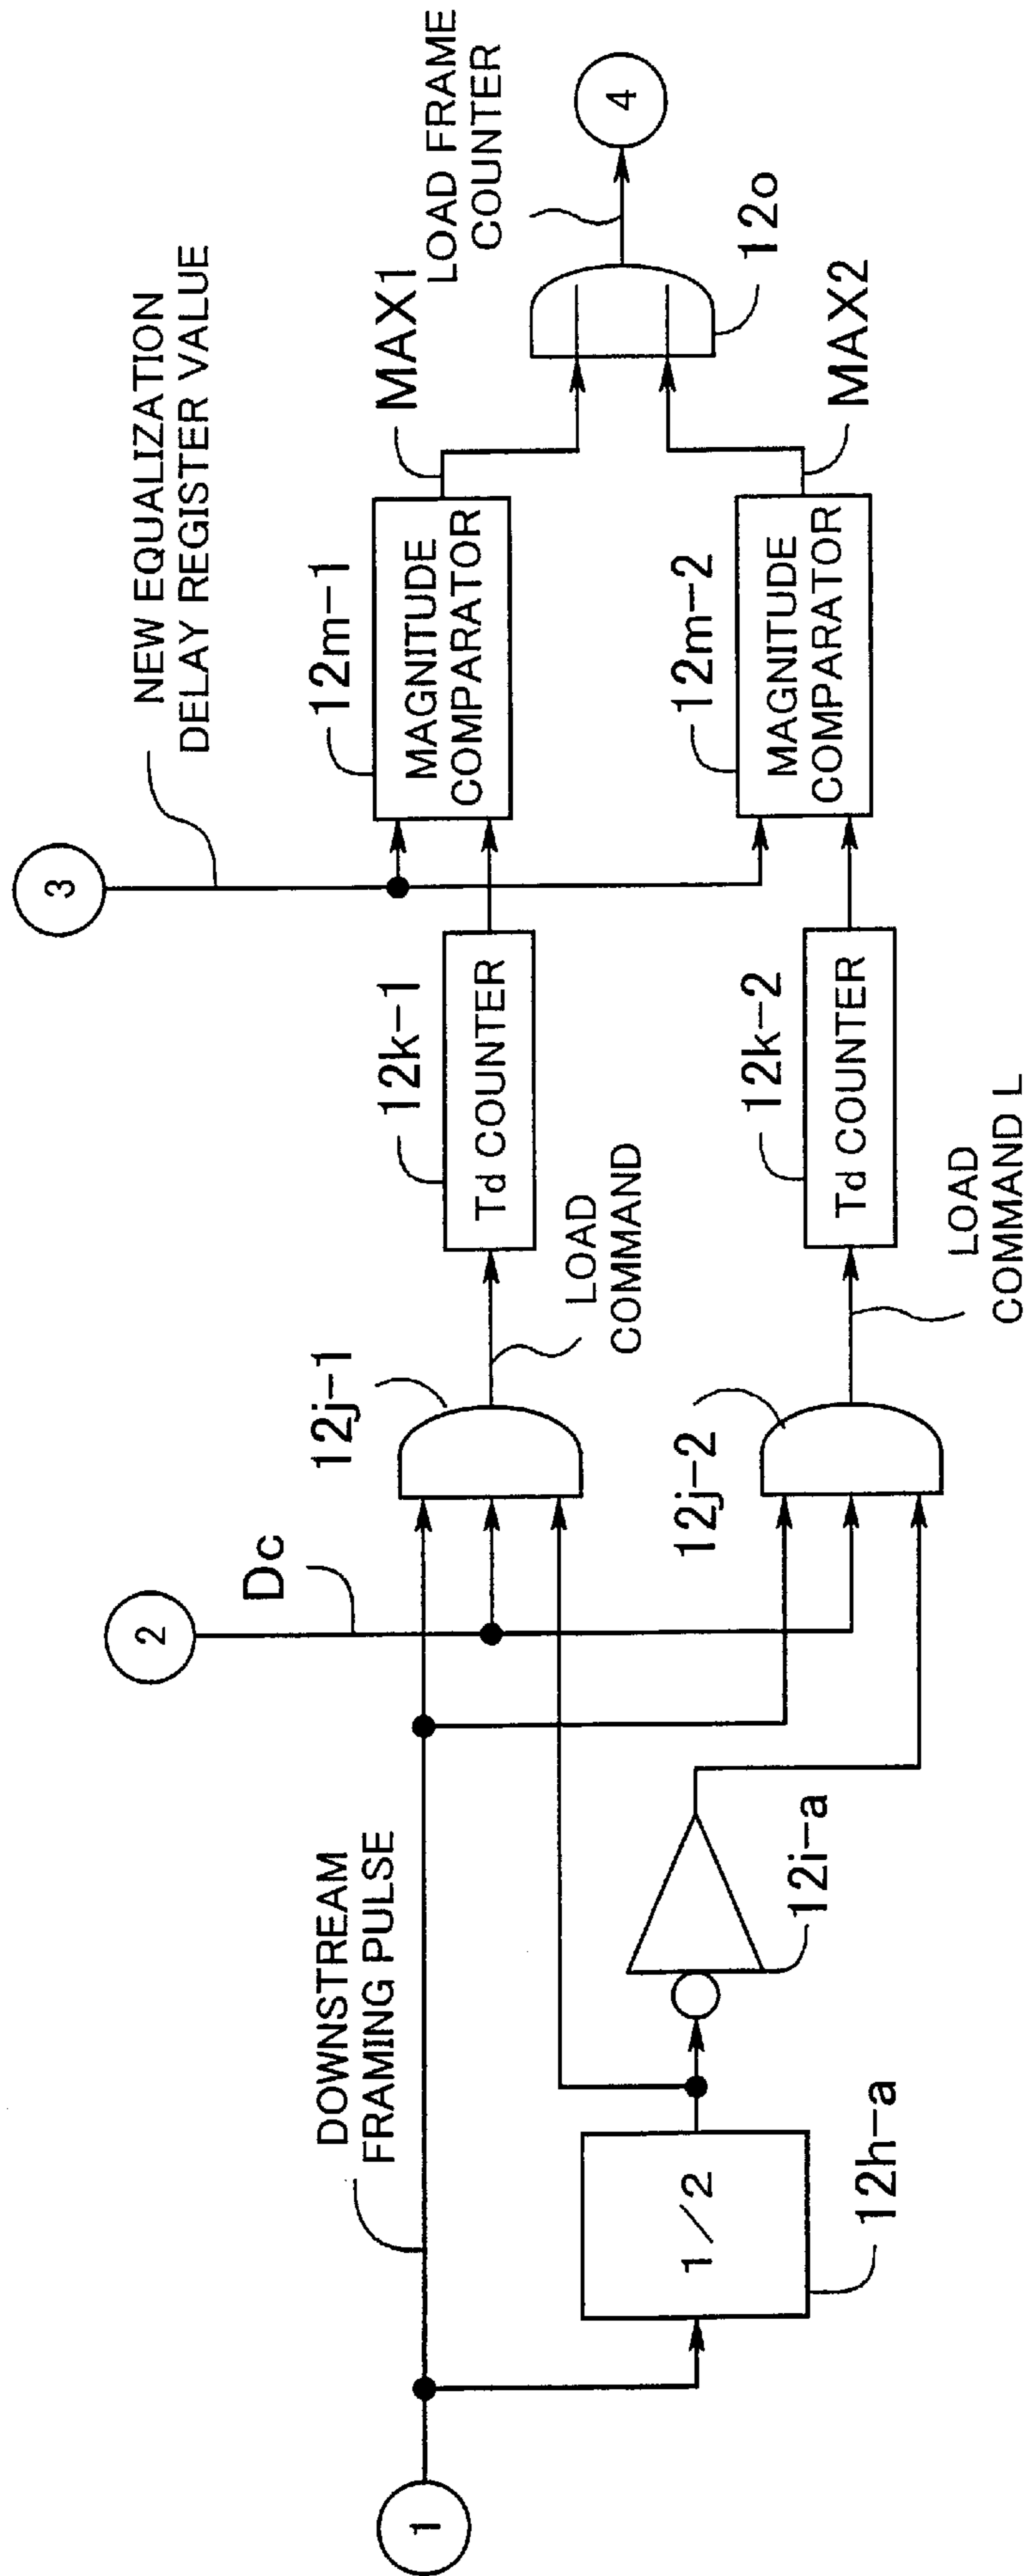 3
NEW EQUALIZATION
DELAY REGISTER VALUE
2
Dc
DOWNSTREAM
FRAMING PULSE
1
1/2
12h-a
12i-a
12j-1
12j-2
LOAD
COMMAND
LOAD
COMMAND L
12k-1
Td COUNTER
12k-2
Td COUNTER
12m-1
MAGNITUDE
COMPARATOR
12m-2
MAGNITUDE
COMPARATOR
MAX1
MAX2
LOAD FRAME
COUNTER
12o
4